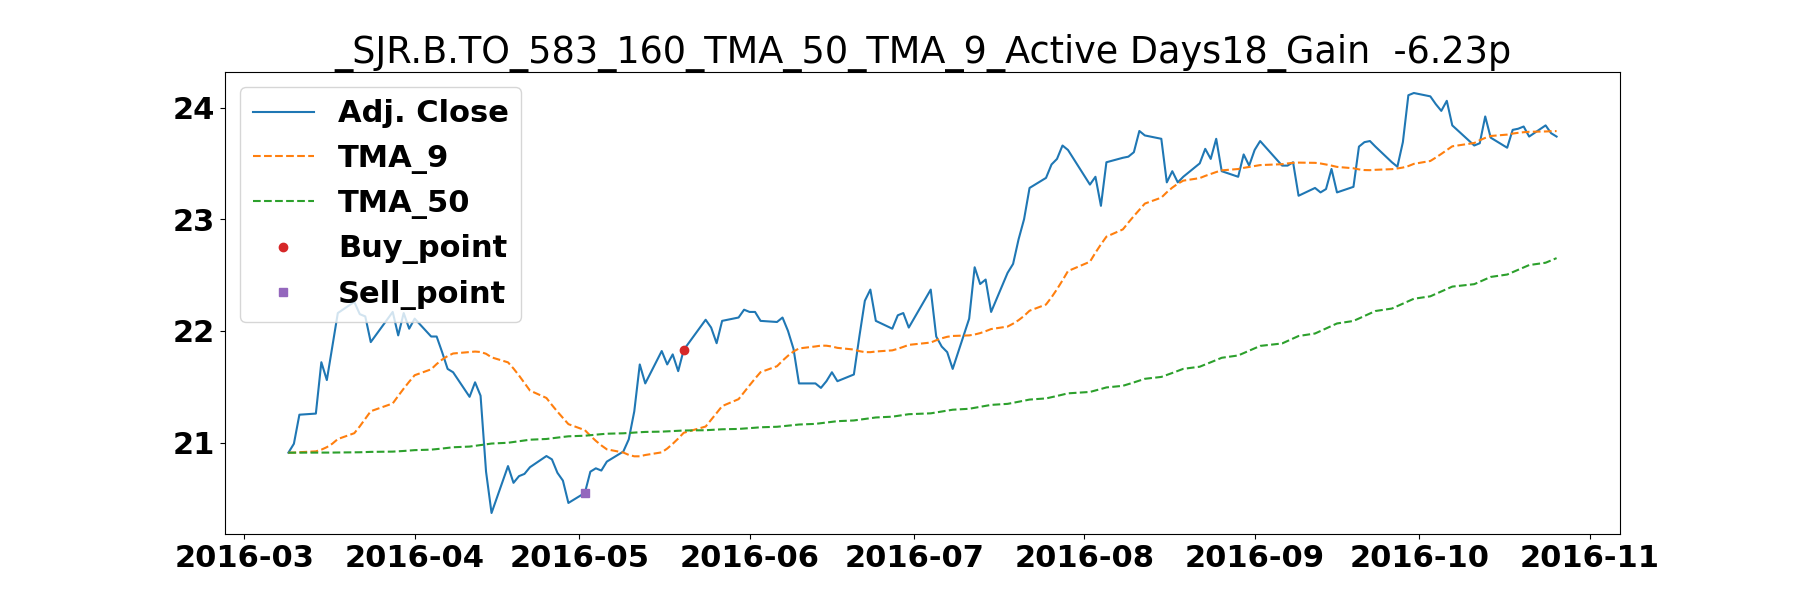 _SJR.B.TO_583_160_TMA_50_TMA_9_Active Days18_Gain  -6.23p
24
23
22
21
Adj. Close
TMA_9
TMA_50
Buy_point
Sell_point
2016-03 2016-04 2016-05 2016-06 2016-07 2016-08 2016-09 2016-10 2016-11